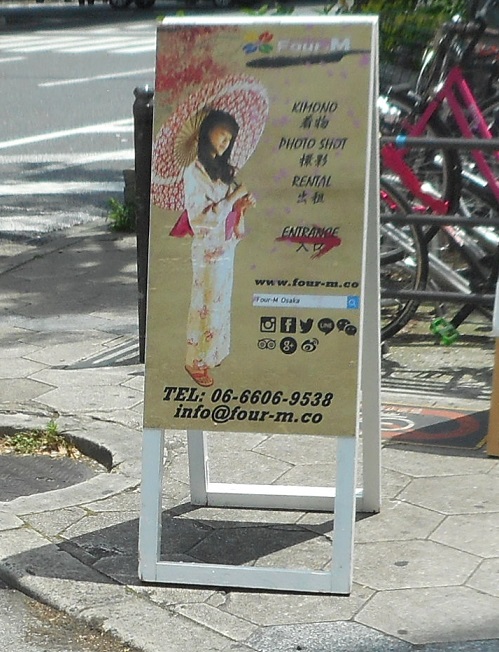 Four-M
KIMONO
着物
PHOTO SHOT
撮影
RENTAL
出租
ENTRANGE
入口
www.four-m.co
Four-M Osaka
TEL: 06-6606-9538
info@four-m.co